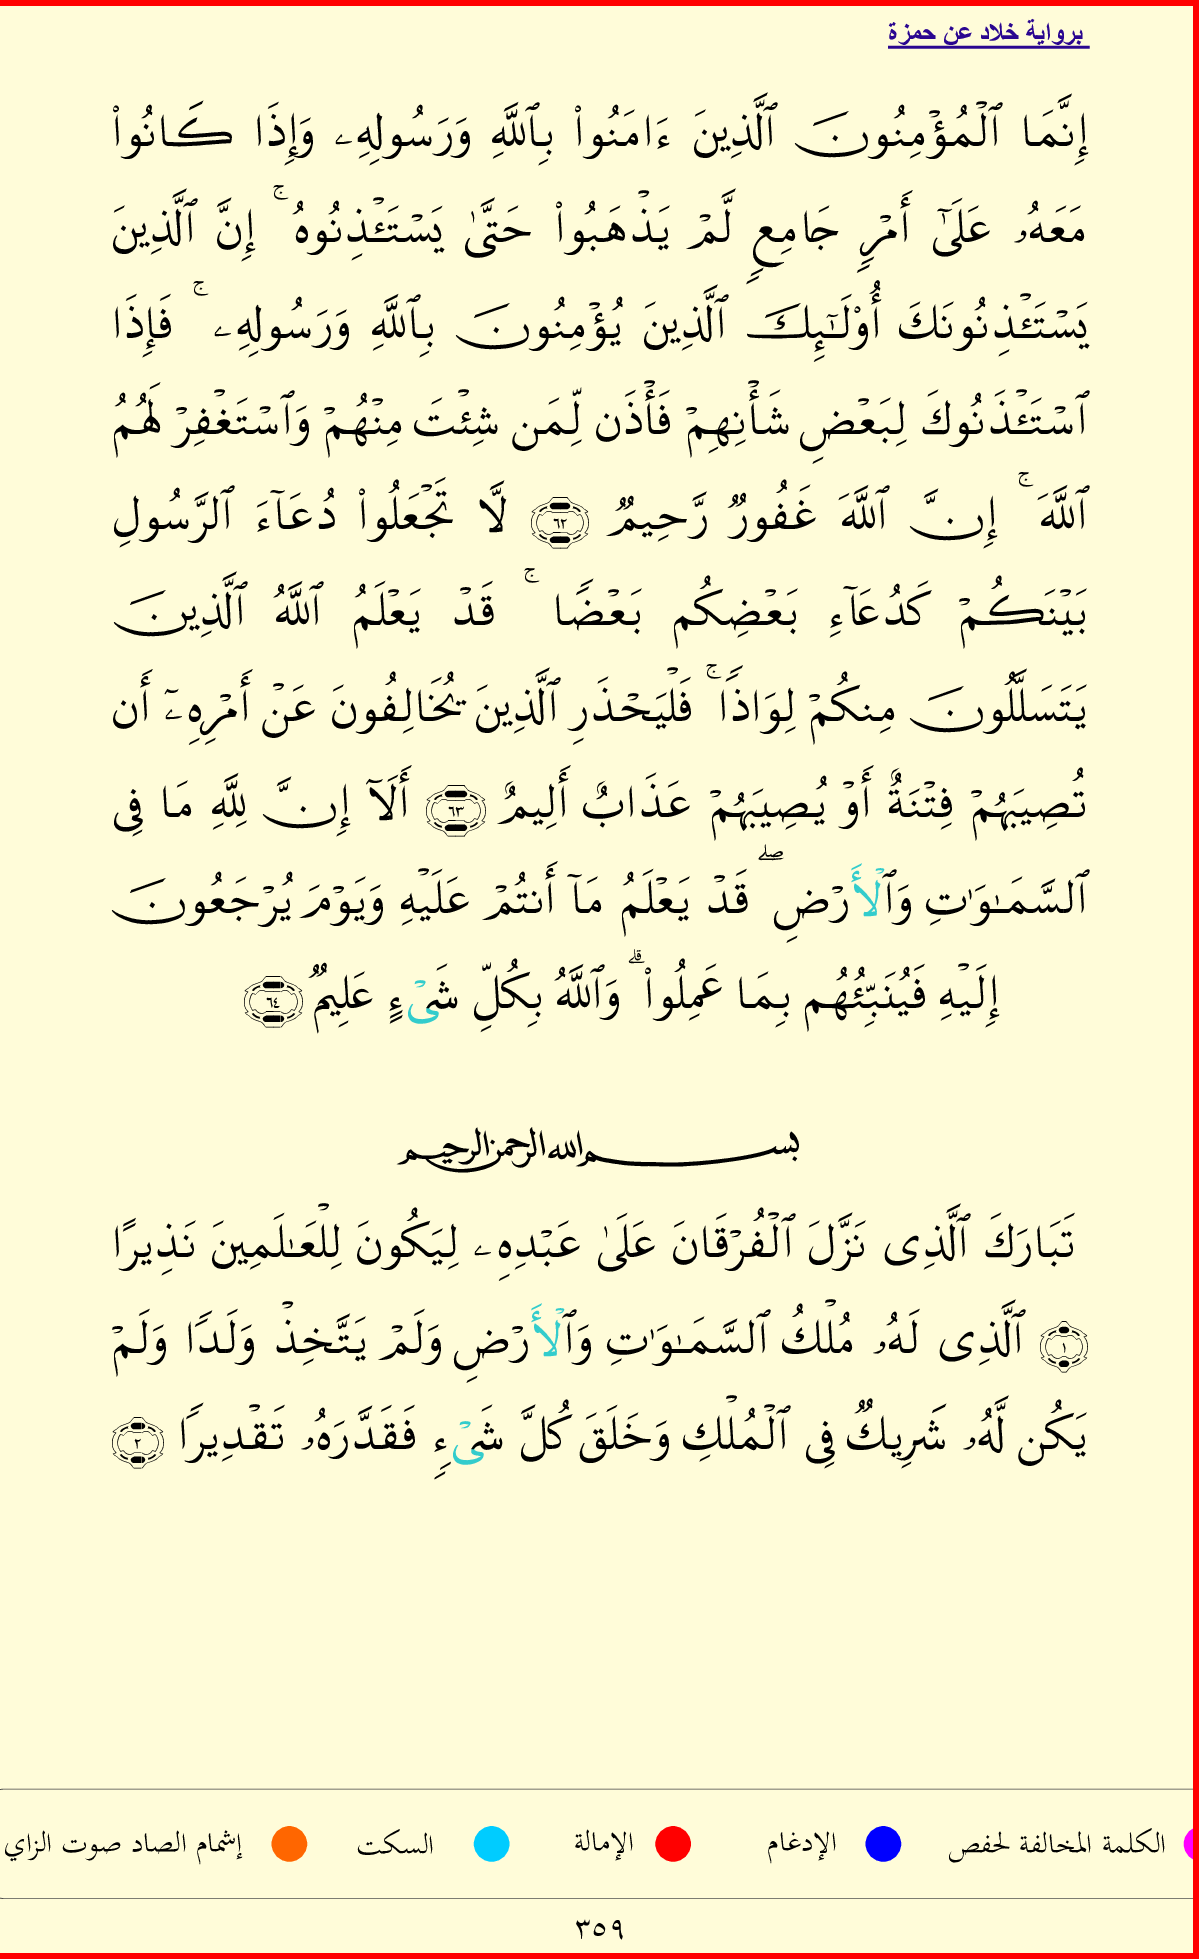 برواية خلاد عن حمزة
إِنَّمَا ٱلۡمُؤۡمِنُونَ ٱلَّذِينَ ءَامَنُواْ بِٱللَّهِ وَرَسُولِهِۦ وَإِذَا كَانُواْ
مَعَهُۥ عَلَىٰٓ أَمۡرٖ جَامِعٖ لَّمۡ يَذۡهَبُواْ حَتَّىٰ يَسۡتَـٔۡذِنُوهُۚ إِنَّ ٱلَّذِينَ
يَسۡتَـٔۡذِنُونَكَ أُوْلَـٰٓئِكَ ٱلَّذِينَ يُؤۡمِنُونَ بِٱللَّهِ وَرَسُولِهِۦۚ فَإِذَا
ٱسۡتَـٔۡذَنُوكَ لِبَعۡضِ شَأۡنِهِمۡ فَأۡذَن لِّمَن شِئۡتَ مِنۡهُمۡ وَٱسۡتَغۡفِرۡ لَهُمُ
ٱللَّهَۚ إِنَّ ٱللَّهَ غَفُورٞ رَّحِيمٞ ٦٢ لَّا تَجۡعَلُواْ دُعَآءَ ٱلرَّسُولِ
بَيۡنَكُمۡ كَدُعَآءِ بَعۡضِكُم بَعۡضٗاۚ قَدۡ يَعۡلَمُ ٱللَّهُ ٱلَّذِينَ
يَتَسَلَّلُونَ مِنكُمۡ لِوَاذٗاۚ فَلۡيَحۡذَرِ ٱلَّذِينَ يُخَالِفُونَ عَنۡ أَمۡرِهِۦٓ أَن
تُصِيبَهُمۡ فِتۡنَةٌ أَوۡ يُصِيبَهُمۡ عَذَابٌ أَلِيمٌ ٦٣ أَلَآ إِنَّ لِلَّهِ مَا فِى
ٱلسَّمَـٰوَٰتِ وَٱلۡأَرۡضِۖ قَدۡ يَعۡلَمُ مَآ أَنتُمۡ عَلَيۡهِ وَيَوۡمَ يُرۡجَعُونَ
إِلَيۡهِ فَيُنَبِّئُهُم بِمَا عَمِلُواْۗ وَٱللَّهُ بِكُلِّ شَىۡءٍ عَلِيمٞ ٦٤
بسم الله الرحمن الرحيم
تَبَارَكَ ٱلَّذِى نَزَّلَ ٱلۡفُرۡقَانَ عَلَىٰ عَبۡدِهِۦ لِيَكُونَ لِلۡعَـٰلَمِينَ نَذِيرًا
١ ٱلَّذِى لَهُۥ مُلۡكُ ٱلسَّمَـٰوَٰتِ وَٱلۡأَرۡضِ وَلَمۡ يَتَّخِذۡ وَلَدٗا وَلَمۡ
يَكُن لَّهُۥ شَرِيكٞ فِى ٱلۡمُلۡكِ وَخَلَقَ كُلَّ شَىۡءٖ فَقَدَّرَهُۥ تَقۡدِيرٗا ٢
الكلمة المخالفة لحفص الإدغام الإمالة السكت إشمام الصاد صوت الزاي
٣٥٩